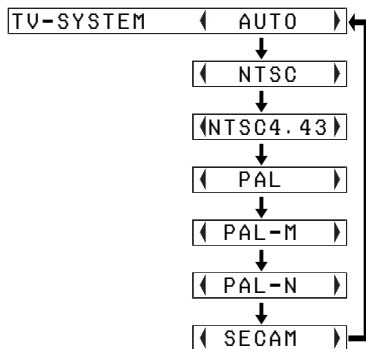 TV-SYSTEM AUTO
NTSC
NTSC4.43
PAL
PAL-M
PAL-N
SECAM